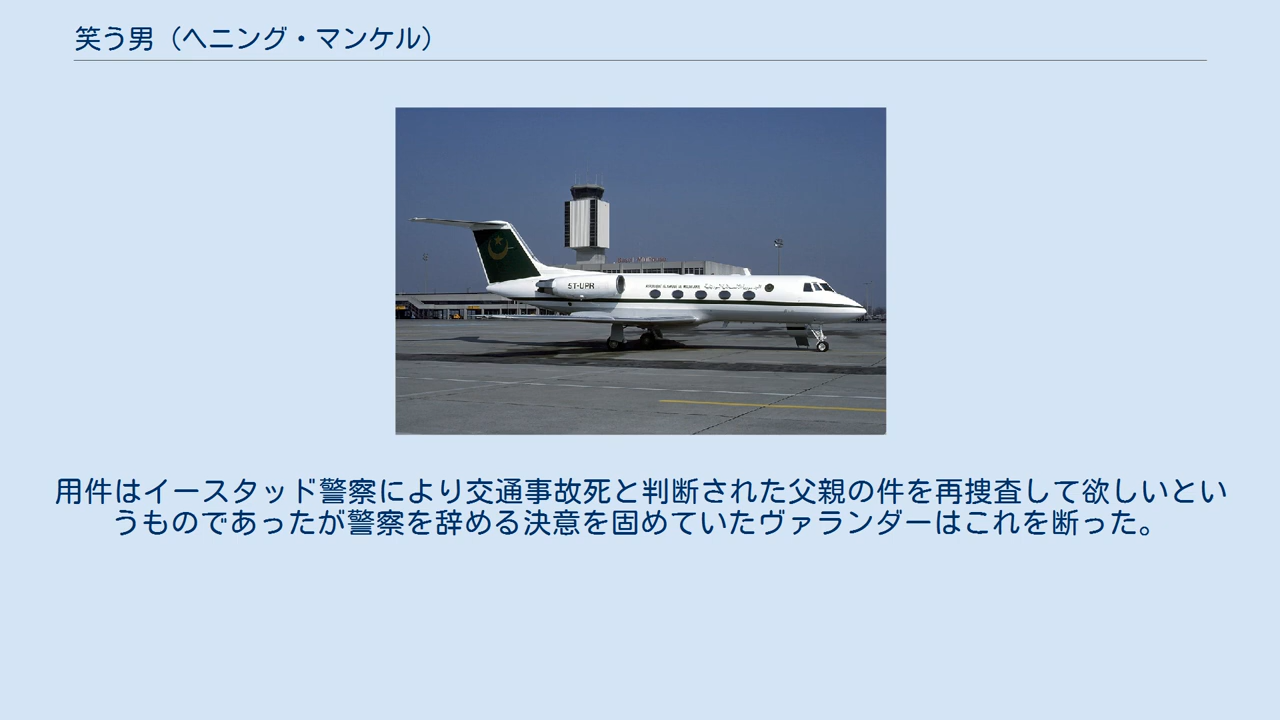 笑う男（ヘニング・マンケル）
5T-UPR
用件はイースタッド警察により交通事故死と判断された父親の件を再捜査して欲しいとい
うものであったが警察を辞める決意を固めていたヴァランダーはこれを断った。